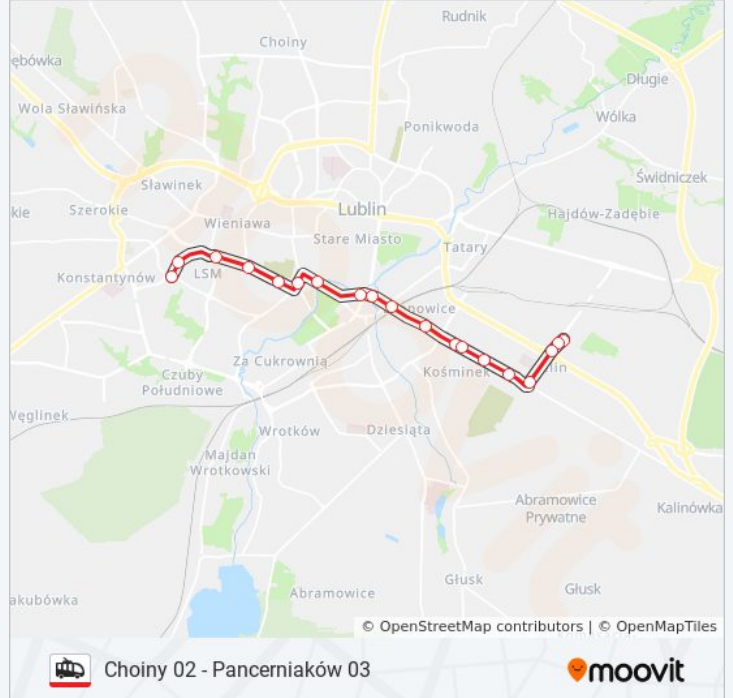 Rudnik
Choiny
ębówka
Długie
Wola Sławińska
Wólka
Ponikwoda
Sławinek
Świdniczek
kie
Szerokie
Wieniawa
Lublin
Hajdów-Zadębie
Stare Miasto
Tatary
Konstantynów
LSM
Za Cukrownią
Kośminek
lin
Czuby
Południowe
Węglinek
Wrotków
Dziesiąta
Majdan
Wrotkowski
Abramowice
Prywatne
Kalinówka
Głusk
Głusk
akubówka
Abramowice
© OpenStreetMap contributors | © OpenMapTiles
Choiny 02 - Pancerniaków 03
moovit